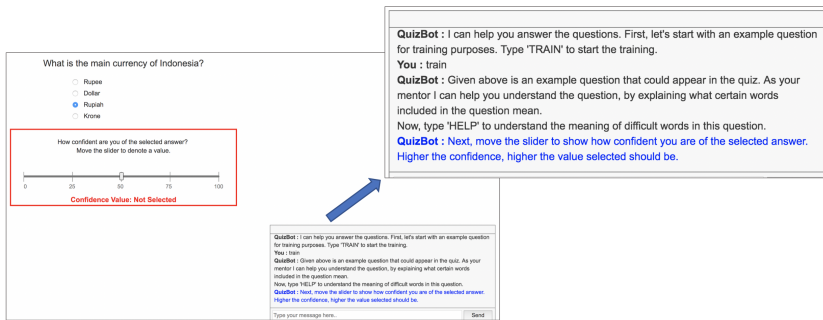 What is the main currency of Indonesia?
Rupee
Dollar
Rupiah
Krone
How confident are you of the selected answer?
Move the slider to denote a value.
0 25 50 75 100
Confidence Value: Not Selected
QuizBot : I can help you answer the questions. First, let's start with an example question
for training purposes. Type 'TRAIN' to start the training.
You : train
QuizBot : Given above is an example question that could appear in the quiz. As your
mentor I can help you understand the question, by explaining what certain words
included in the question mean.
Now, type 'HELP' to understand the meaning of difficult words in this question.
QuizBot : Next, move the slider to show how confident you are of the selected answer.
Higher the confidence, higher the value selected should be.
Type your message here..
Send
QuizBot : I can help you answer the questions. First, let's start with an example question
for training purposes. Type 'TRAIN' to start the training.
You : train
QuizBot : Given above is an example question that could appear in the quiz. As your
mentor I can help you understand the question, by explaining what certain words
included in the question mean.
Now, type 'HELP' to understand the meaning of difficult words in this question.
QuizBot : Next, move the slider to show how confident you are of the selected answer.
Higher the confidence, higher the value selected should be.